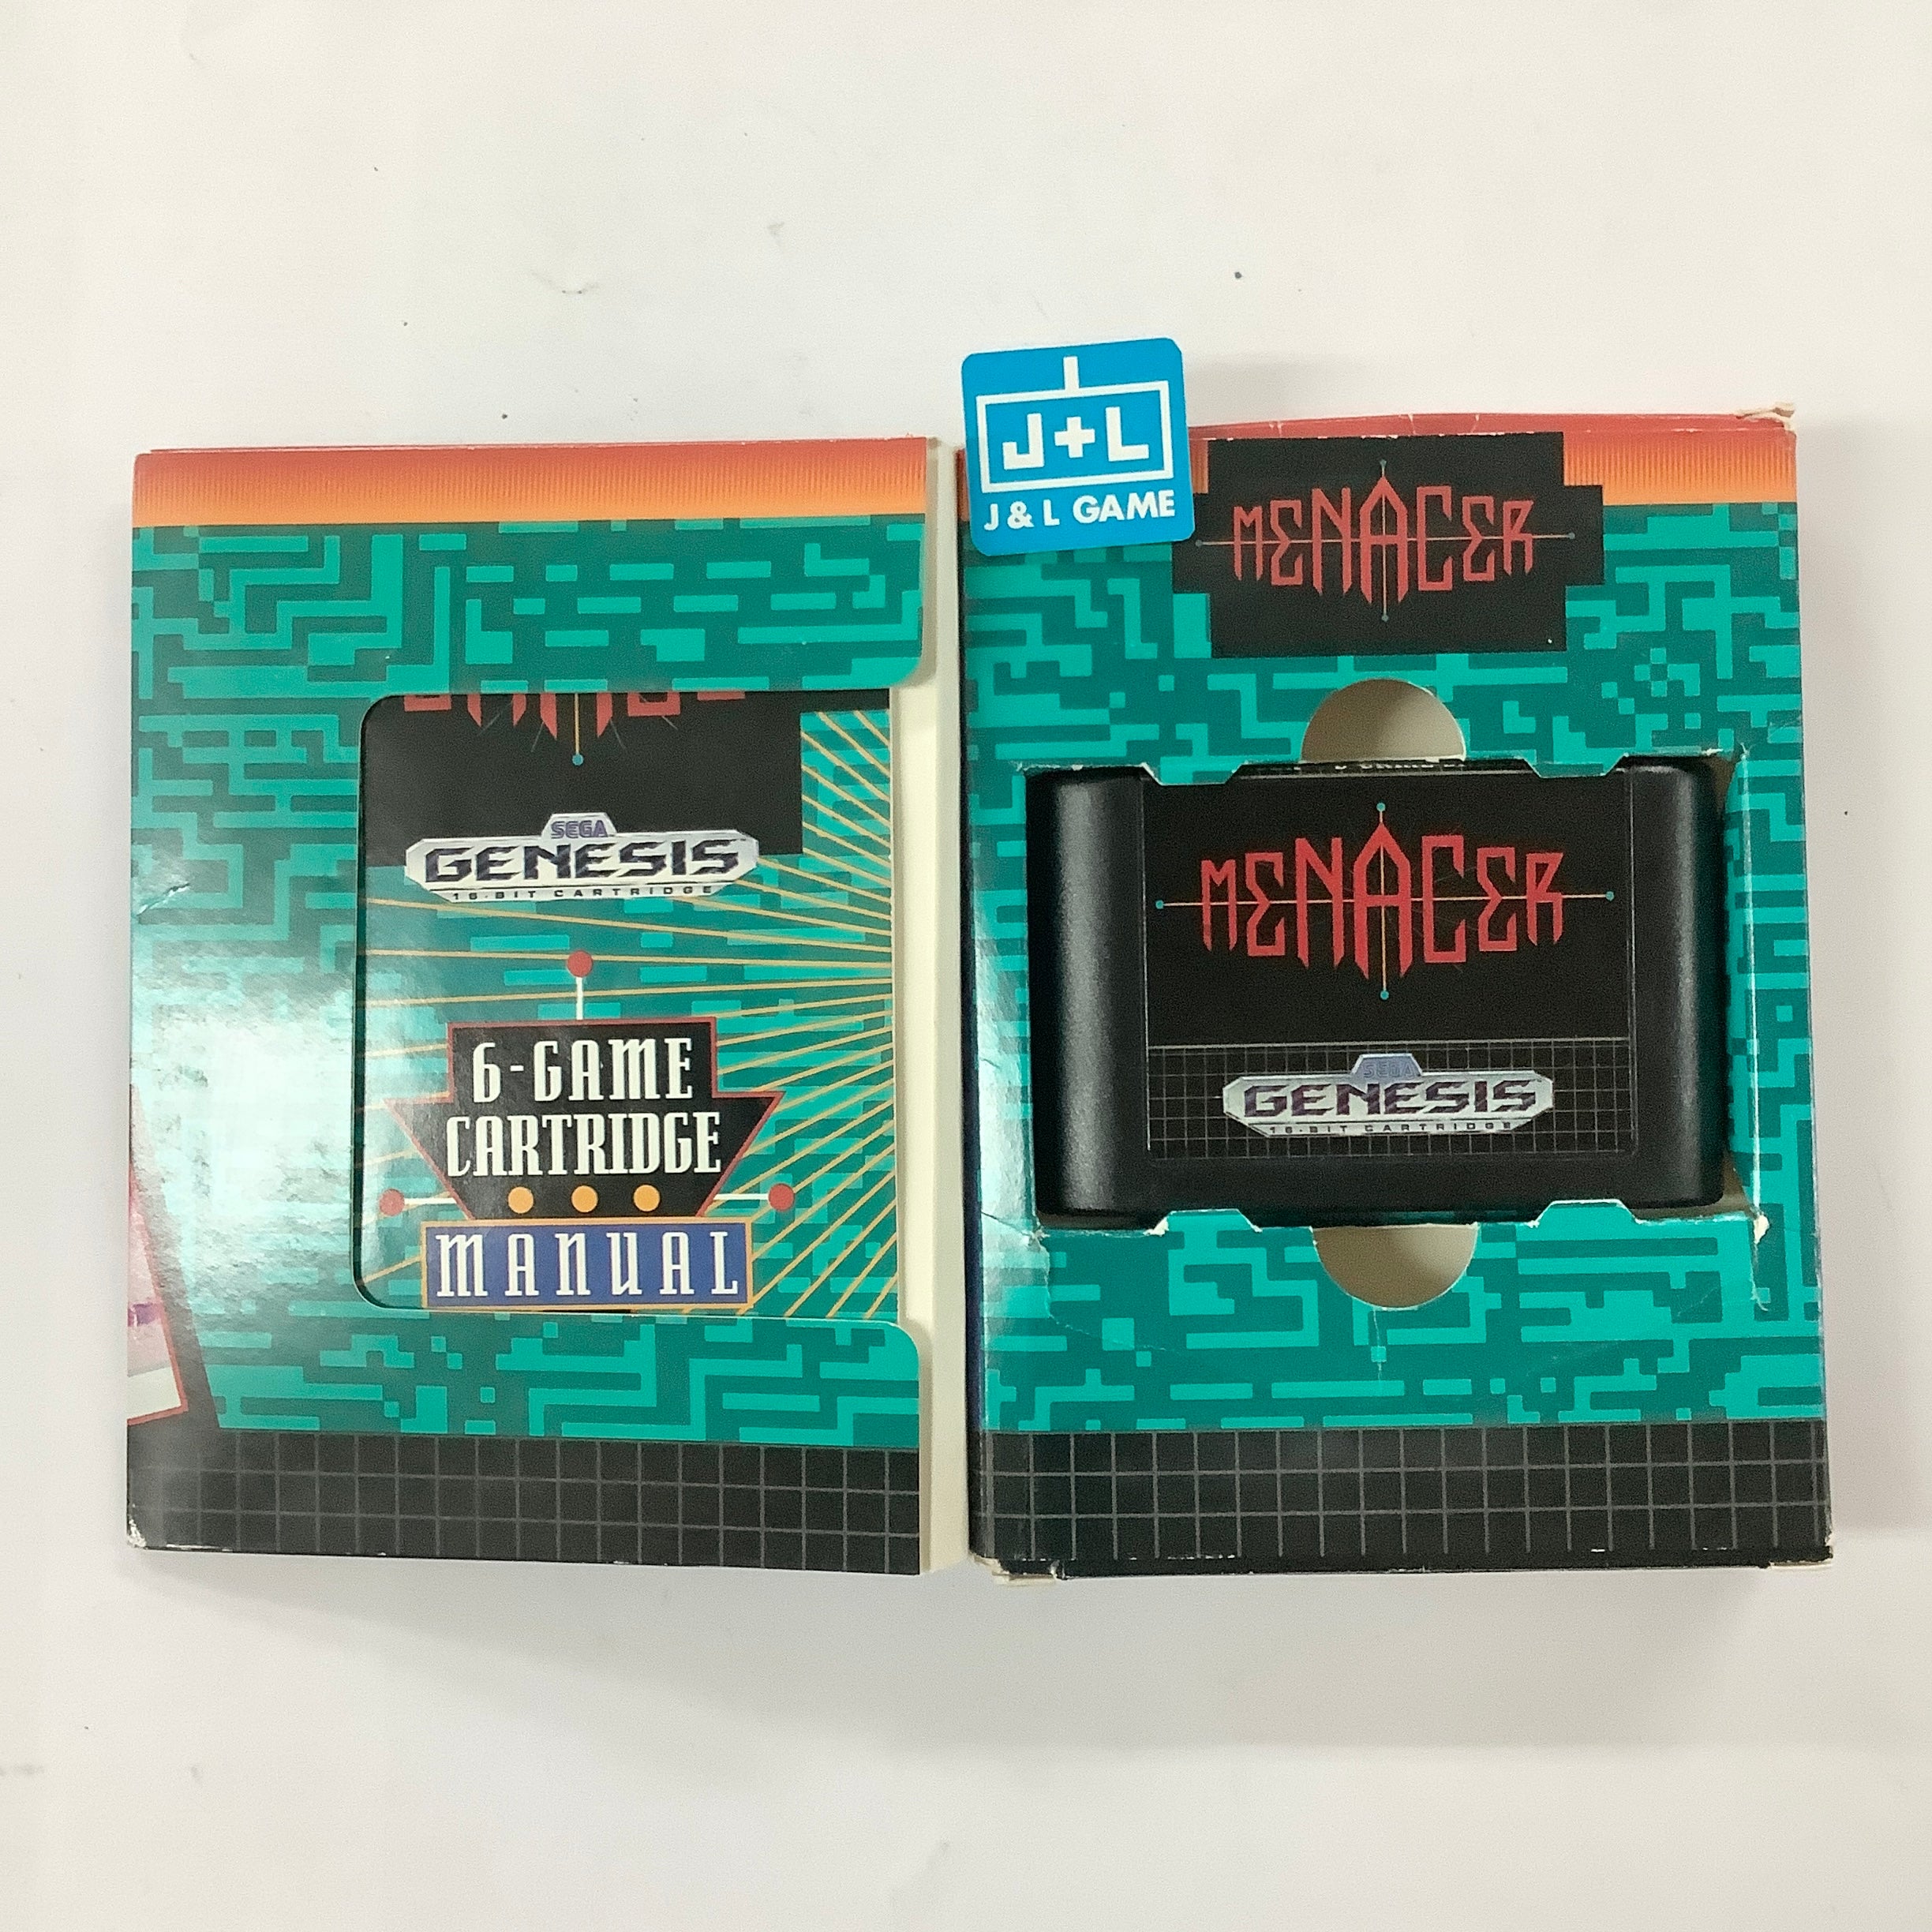 J+L
J & L GAME
MENACER
SEGA
GENESIS
16-BIT CARTRIDGE
6-GAME
CARTRIDGE
MANUAL
MENACER
SEGA
GENESIS
16-BIT CARTRIDGE